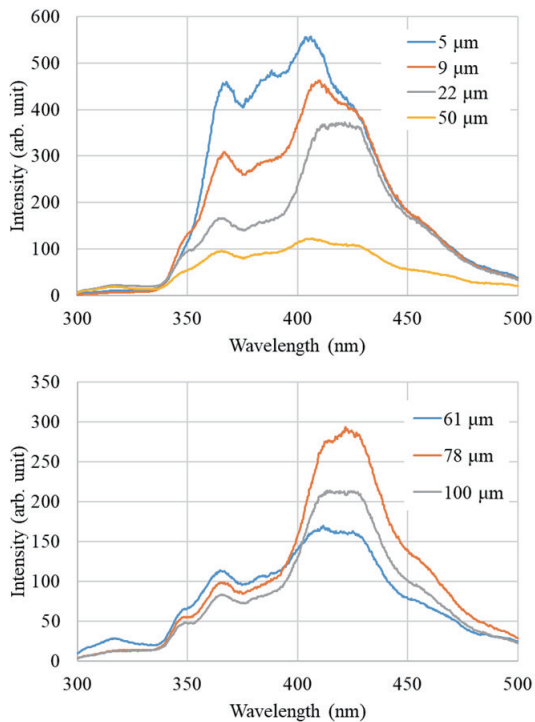 600
500
400
300
200
100
0
Intensity (arb. unit)
5 µm
9 µm
22 µm
50 µm
300 350 400 450 500
Wavelength (nm)
350
300
250
200
150
100
50
0
Intensity (arb. unit)
61 µm
78 µm
100 µm
300 350 400 450 500
Wavelength (nm)